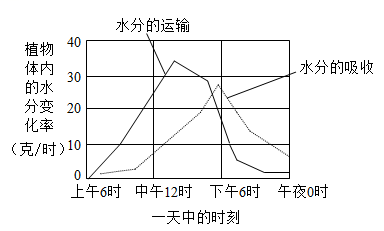 水分的运输
水分的吸收
植物
体内
的水
分变
化率
(克/时)
40
30
20
10
0
上午6时
中午12时
下午6时
午夜0时
一天中的时刻